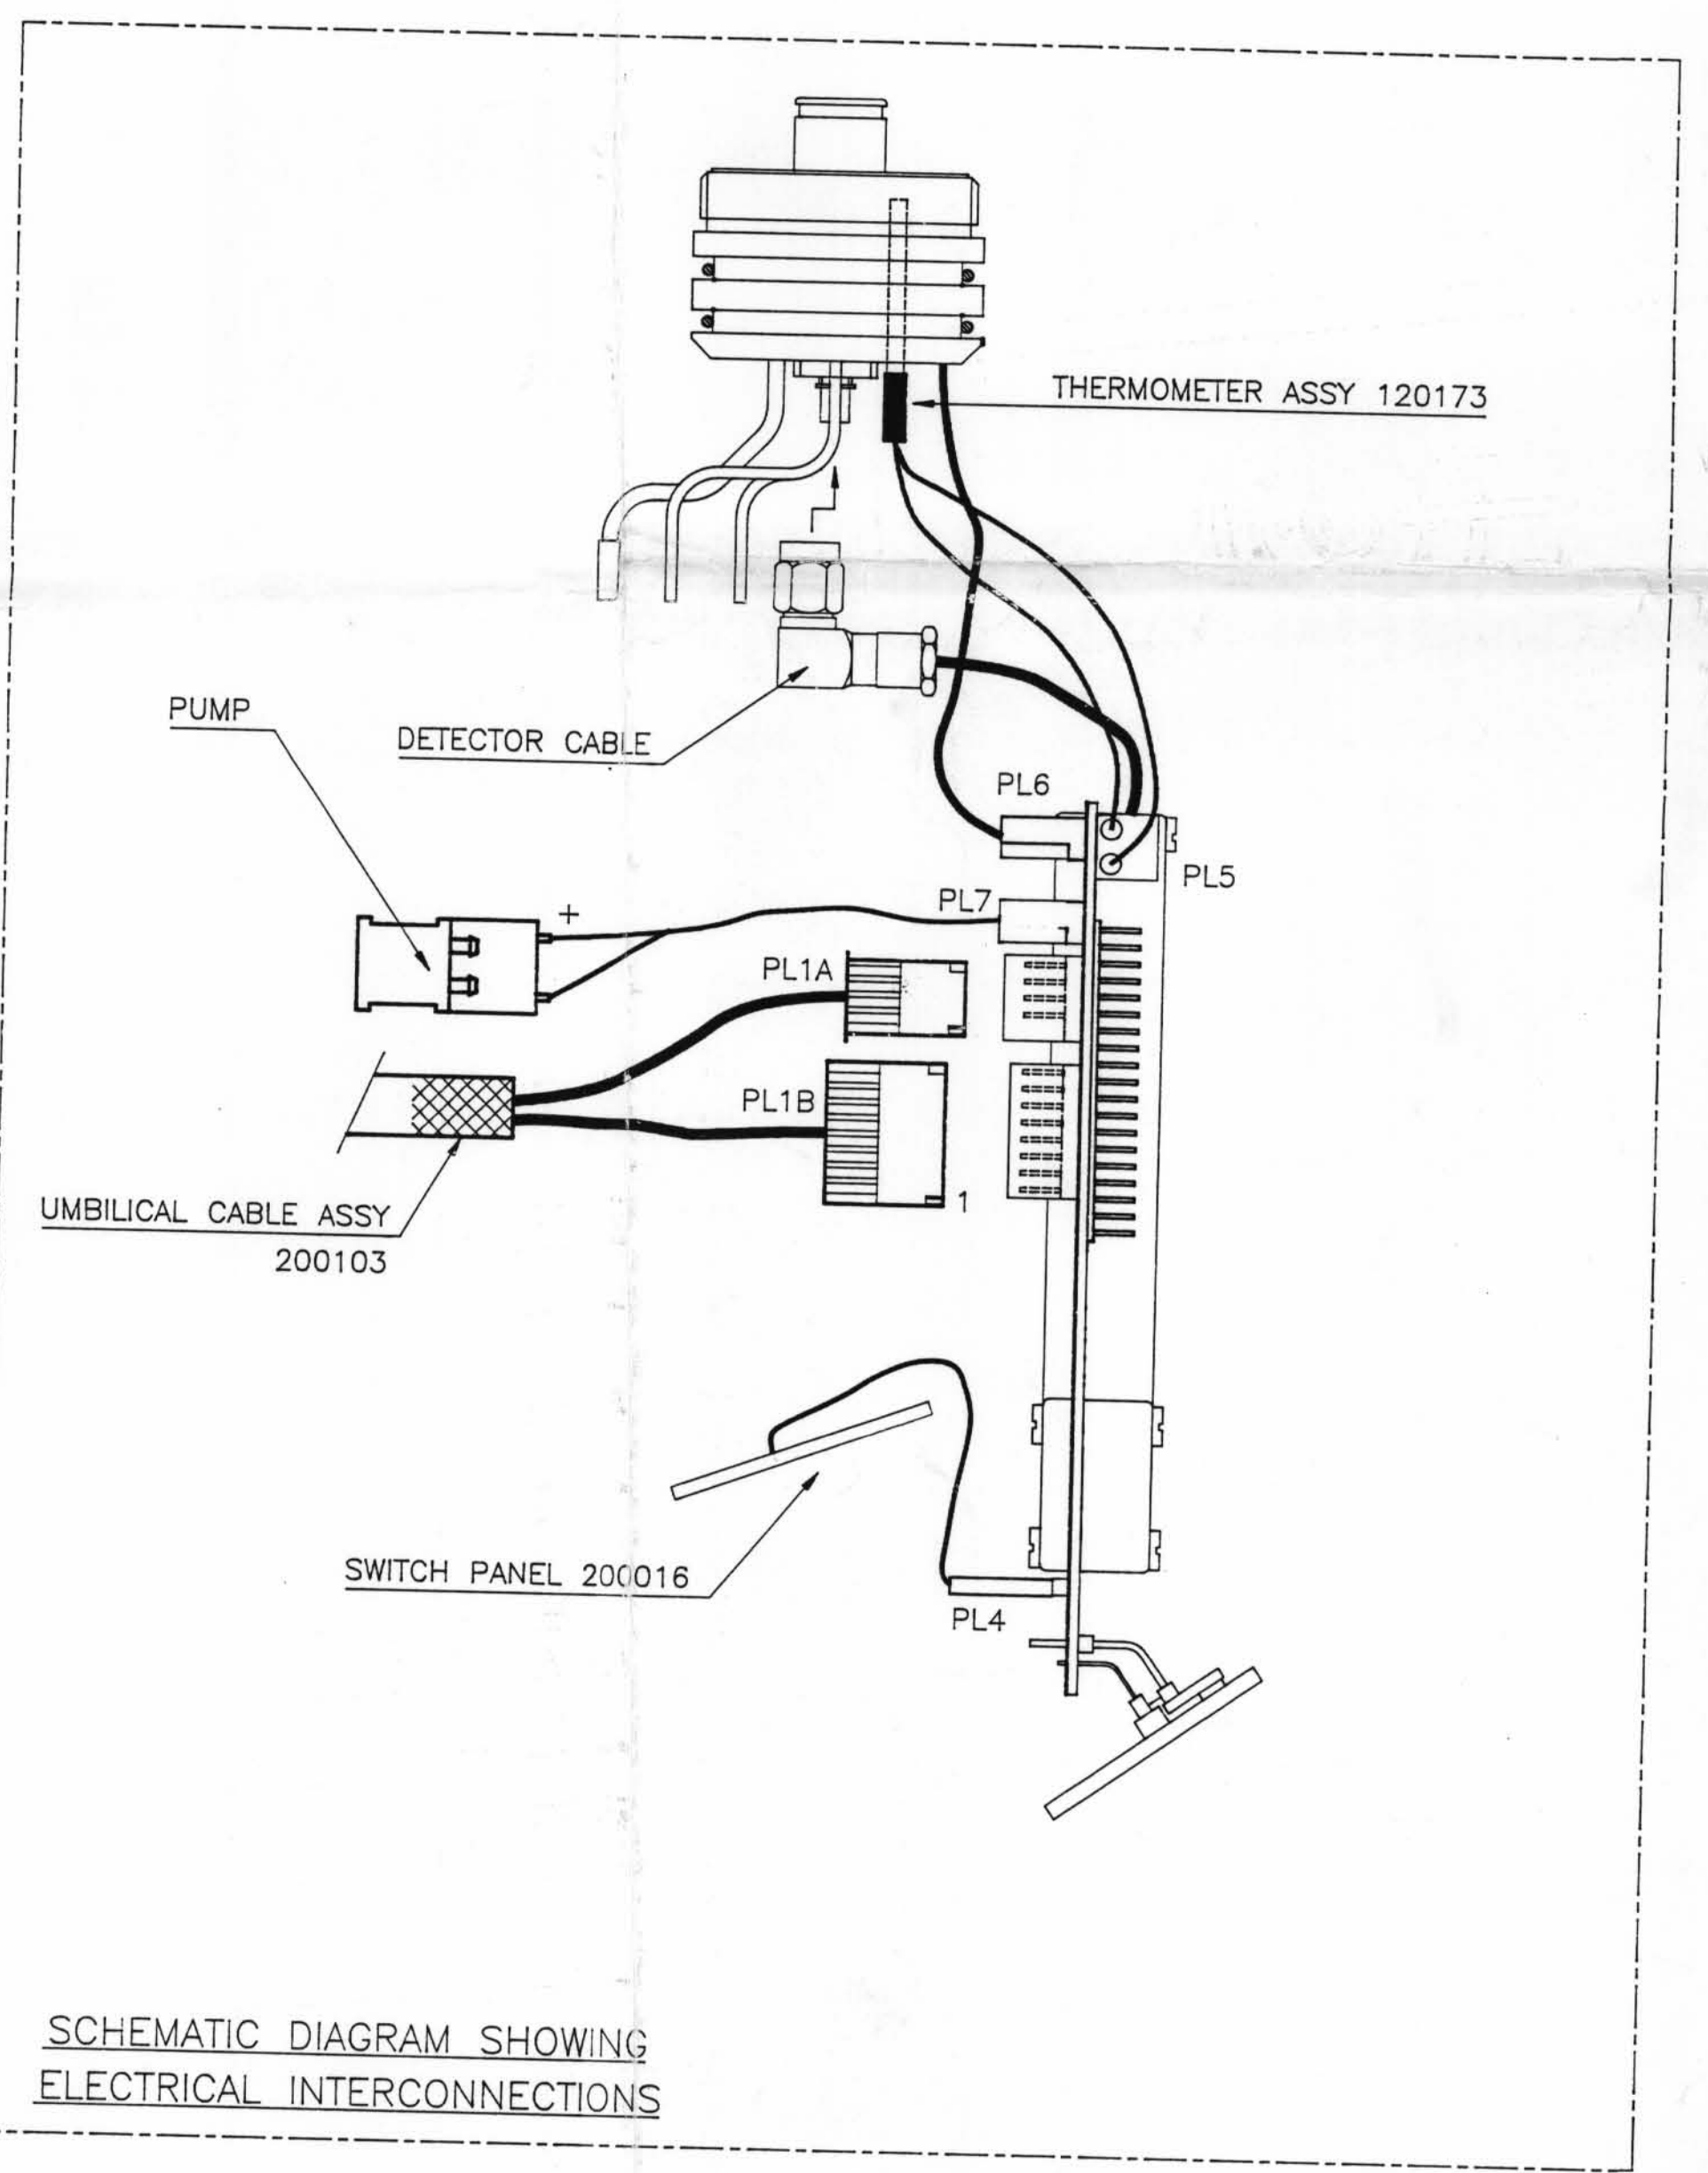 THERMOMETER ASSY 120173
PUMP
DETECTOR CABLE
PL6
PL5
PL7
+
PL1A
PL1B
1
UMBILICAL CABLE ASSY
200103
SWITCH PANEL 200016
PL4
SCHEMATIC DIAGRAM SHOWING
ELECTRICAL INTERCONNECTIONS